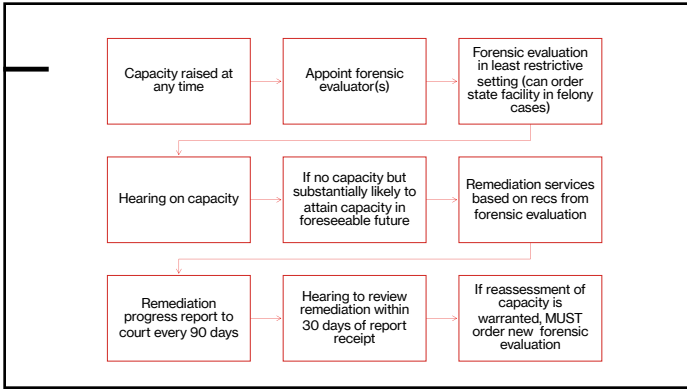 Capacity raised at
any time
Appoint forensic
evaluator(s)
Forensic evaluation
in least restrictive
setting (can order
state facility in felony
cases)
Hearing on capacity
If no capacity but
substantially likely to
attain capacity in
foreseeable future
Remediation services
based on recs from
forensic evaluation
Remediation
progress report to
court every 90 days
Hearing to review
remediation within
30 days of report
receipt
If reassessment of
capacity is
warranted, MUST
order new forensic
evaluation